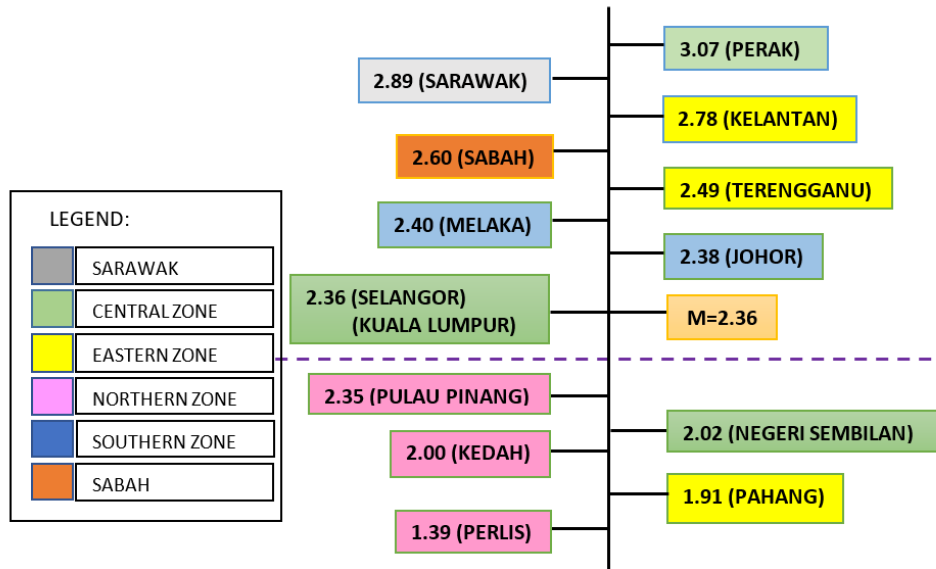 3.07 (PERAK)
2.89 (SARAWAK)
2.78 (KELANTAN)
2.60 (SABAH)
2.49 (TERENGGANU)
2.40 (MELAKA)
2.38 (JOHOR)
2.36 (SELANGOR)
(KUALA LUMPUR)
M=2.36
2.35 (PULAU PINANG)
2.02 (NEGERI SEMBILAN)
2.00 (KEDAH)
1.91 (PAHANG)
1.39 (PERLIS)
LEGEND:
SARAWAK
CENTRAL ZONE
EASTERN ZONE
NORTHERN ZONE
SOUTHERN ZONE
SABAH